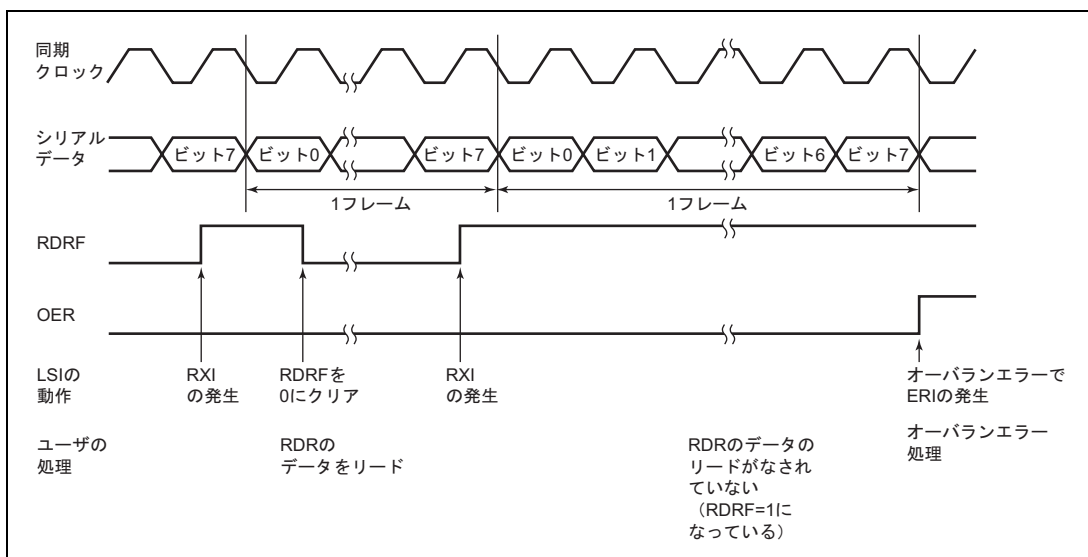 同期
クロック
シリアル
データ
ビット7
ビット0
ビット7
ビット0
ビット1
ビット6
ビット7
1フレーム
1フレーム
RDRF
OER
LSIの
動作
RXI
の発生
RDRFを
0にクリア
RXI
の発生
オーバランエラーで
ERIの発生
ユーザの
処理
RDRの
データをリード
RDRのデータの
リードがなされ
ていない
（RDRF=1に
なっている）
オーバランエラー
処理